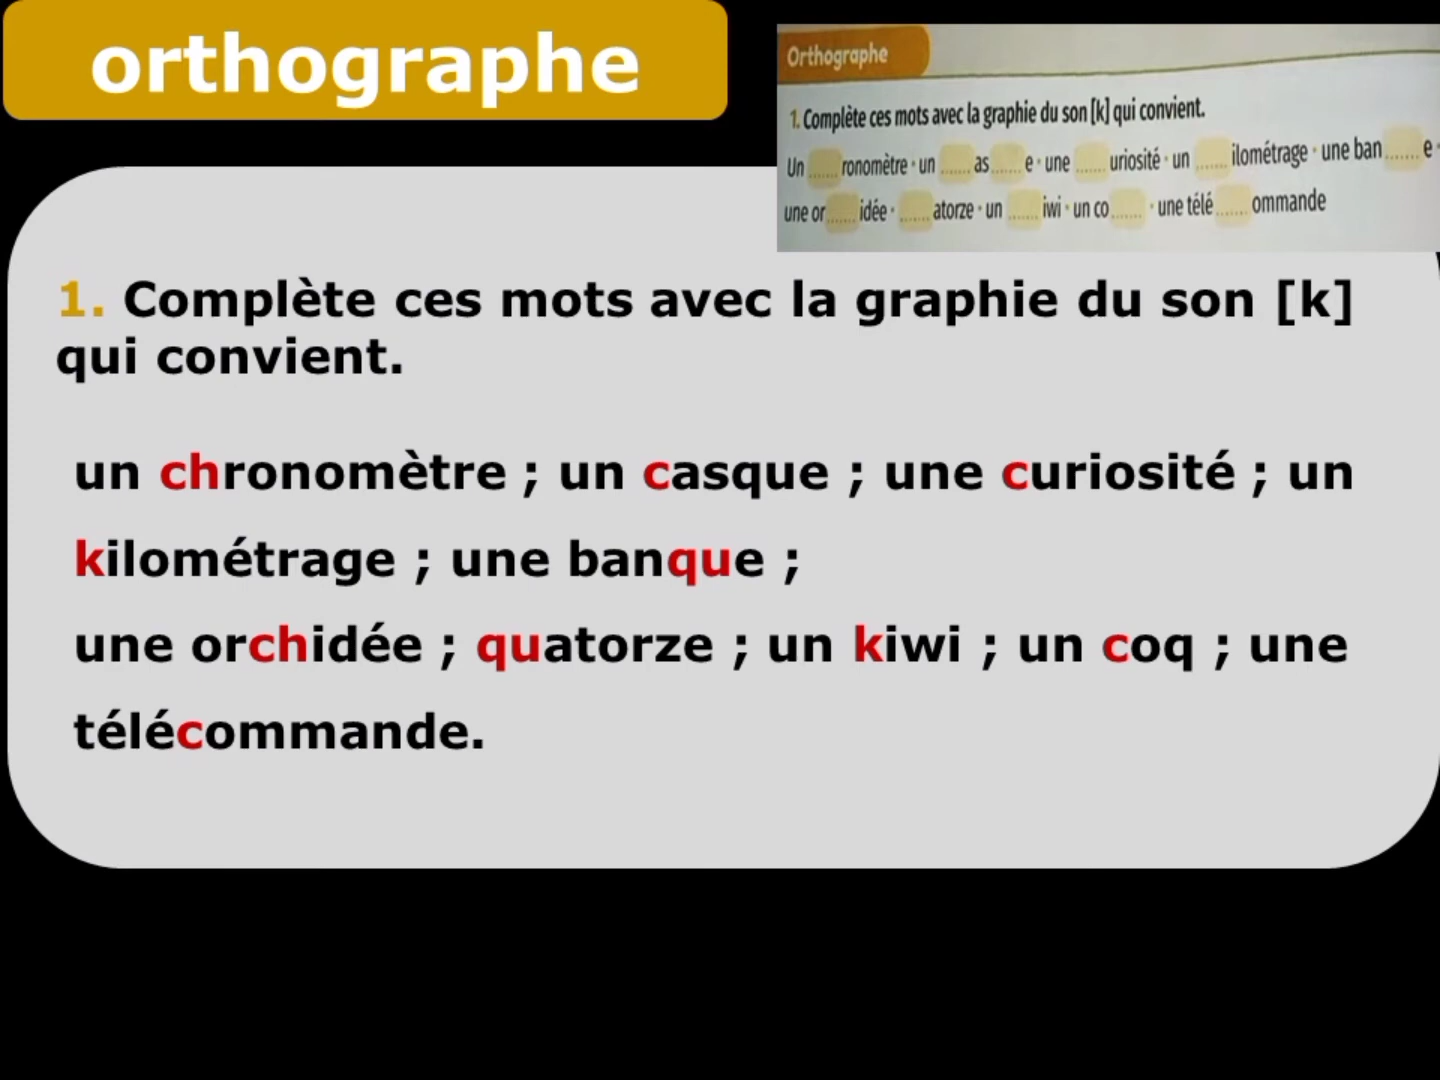 orthographe
Orthographe
1. Complète ces mots avec la graphie du son [k] qui convient.
Un ...... ronomètre · un ...... as ...... e · une ...... uriosité · un ...... ilométrage · une ban ...... e ·
une or ...... idée · ...... atorze · un ...... iwi · un co ...... · une télé ...... ommande
1. Complète ces mots avec la graphie du son [k]
qui convient.
un chronomètre ; un casque ; une curiosité ; un
kilométrage ; une banque ;
une orchidée ; quatorze ; un kiwi ; un coq ; une
télécommande.